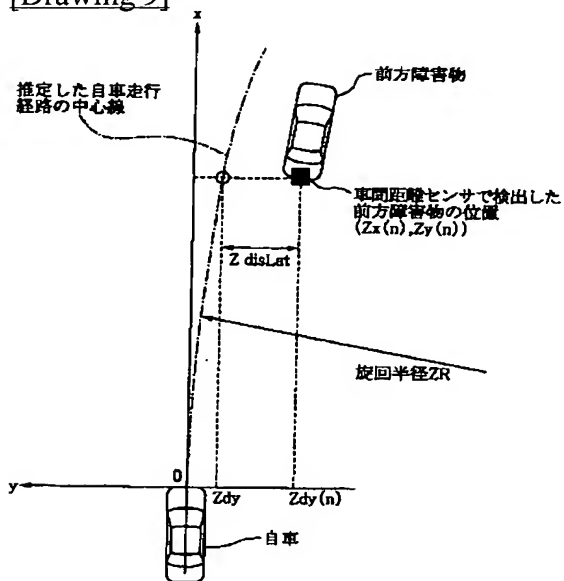 [Drawing 9]
x
前方障害物
推定した自車走行
経路の中心線
車間距離センサで検出した
前方障害物の位置
(Zx(n),Zy(n))
Z disLat
旋回半径ZR
0
y
Zdy
Zdy(n)
自車